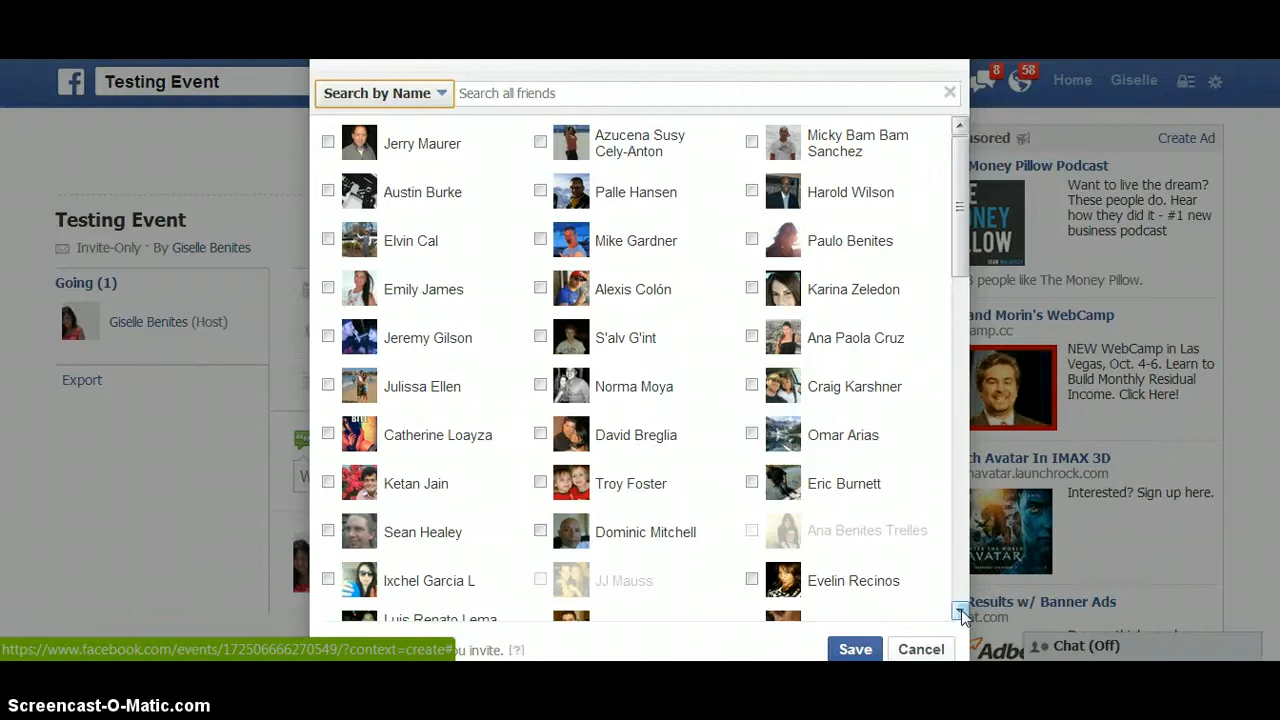 Testing Event
8
58
Home Giselle
Search by Name
Search all friends
Jerry Maurer
Azucena Susy
Cely-Anton
Micky Bam Bam
Sanchez
Austin Burke
Palle Hansen
Harold Wilson
Elvin Cal
Mike Gardner
Paulo Benites
Emily James
Alexis Colón
Karina Zeledon
Jeremy Gilson
S'alv G'int
Ana Paola Cruz
Julissa Ellen
Norma Moya
Craig Karshner
Catherine Loayza
David Breglia
Omar Arias
Ketan Jain
Troy Foster
Eric Burnett
Sean Healey
Dominic Mitchell
Ana Benites Trelles
Ixchel Garcia L
JJ Mauss
Evelin Recinos
Luis Renato Lema
Testing Event
Invite-Only · By Giselle Benites
Going (1)
Giselle Benites (Host)
Export
W
sored
Create Ad
Money Pillow Podcast
Want to live the dream?
These people do. Hear
how they did it - #1 new
business podcast
people like The Money Pillow.
and Morin's WebCamp
amp.cc
NEW WebCamp in Las
Vegas, Oct. 4-6. Learn to
Build Monthly Residual
Income. Click Here!
ch Avatar In IMAX 3D
navatar.launchrock.com
Interested? Sign up here.
Results w/ Banner Ads
at.com
Adbe
Chat (Off)
https://www.facebook.com/events/172506666270549/?context=create#
ou invite. [?]
Save
Cancel
Screencast-O-Matic.com